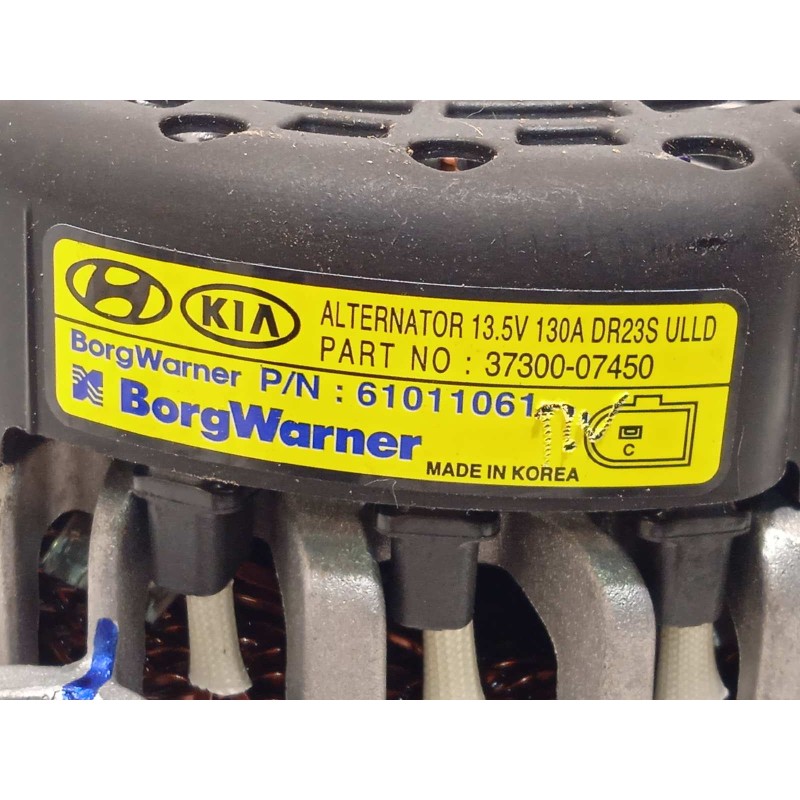 KIA
ALTERNATOR 13.5V 130A DR23S ULLD
PART NO : 37300-07450
BorgWarner P/N : 61011061
BorgWarner
MADE IN KOREA
C